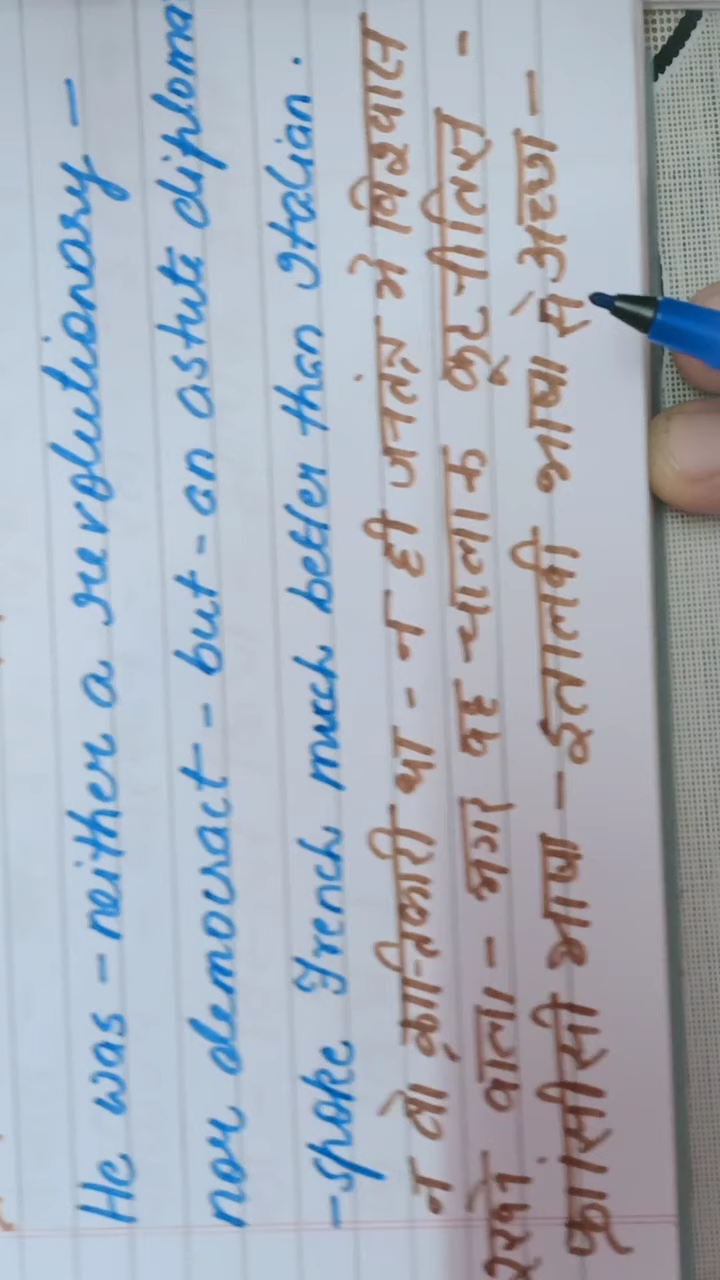 He was - neither a revolutionary -
nor democract - but - an astute diploma
- spoke French much better than Italian.
न तो क्रान्तिकारी था - न ही जनतंत्र मे विश्वास
रखने वाला - मगर वह चालाक कूटनीतिज्ञ -
फ्रांसीसी भाषा - इतालवी भाषा से अच्छा -